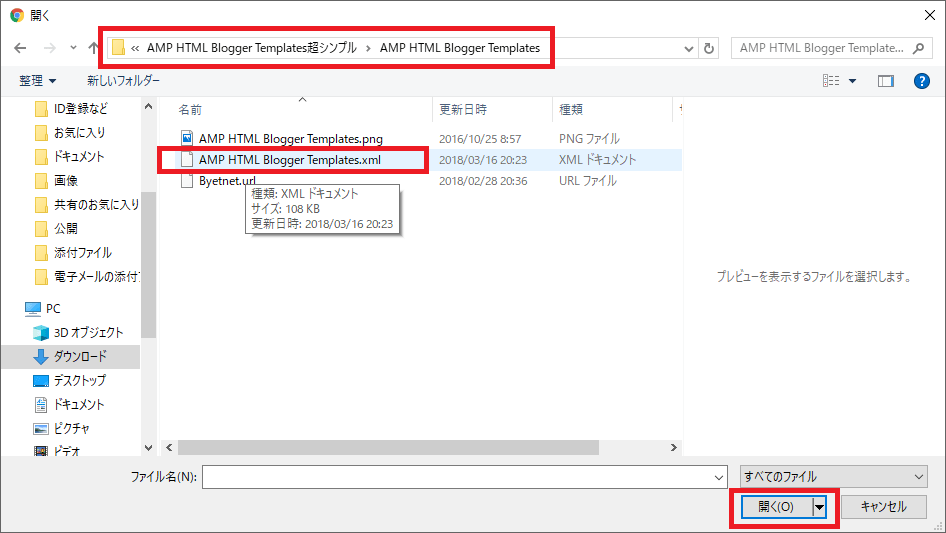 開く
« AMP HTML Blogger Templates超シンプル › AMP HTML Blogger Templates
AMP HTML Blogger Template...
整理 新しいフォルダー
名前 更新日時 種類
ID登録など
お気に入り
ドキュメント
画像
共有のお気に入り
公開
添付ファイル
電子メールの添付
PC
3D オブジェクト
ダウンロード
デスクトップ
ドキュメント
ピクチャ
ビデオ
AMP HTML Blogger Templates.png 2016/10/25 8:57 PNG ファイル
AMP HTML Blogger Templates.xml 2018/03/16 20:23 XML ドキュメント
Byetnet.url 2018/02/28 20:36 URL ファイル
種類: XML ドキュメント
サイズ: 108 KB
更新日時: 2018/03/16 20:23
プレビューを表示するファイルを選択します。
ファイル名(N): すべてのファイル
開く(O) キャンセル